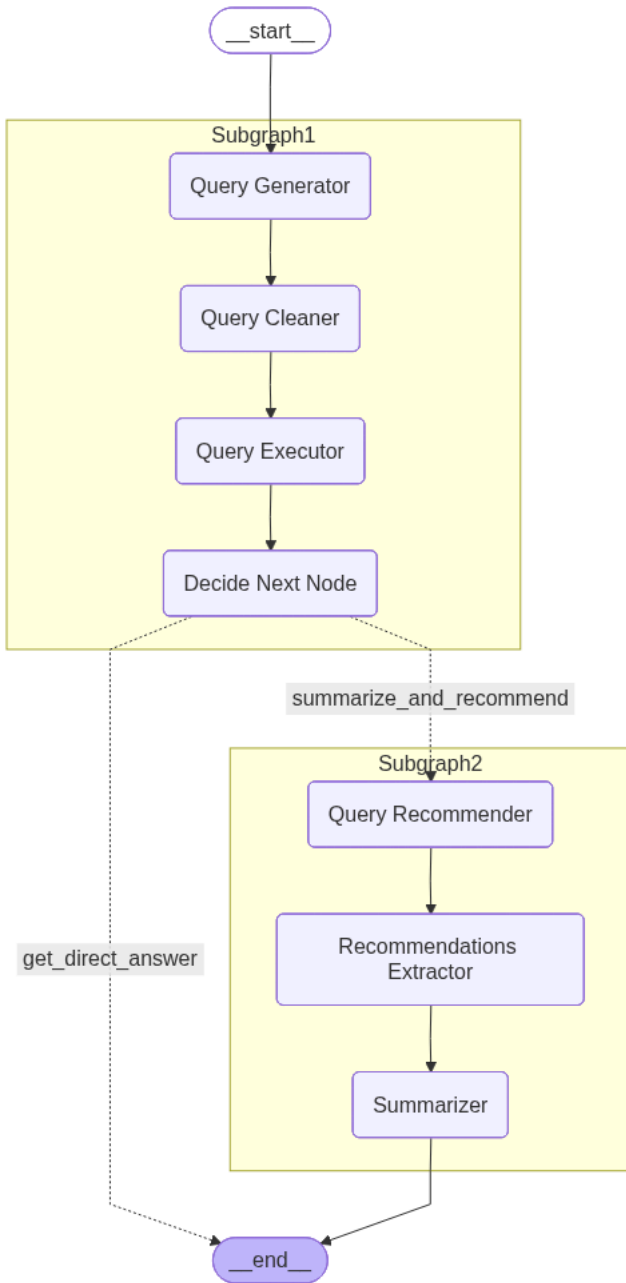 __start__
Subgraph1
Query Generator
Query Cleaner
Query Executor
Decide Next Node
summarize_and_recommend
Subgraph2
Query Recommender
get_direct_answer
Recommendations
Extractor
Summarizer
__end__